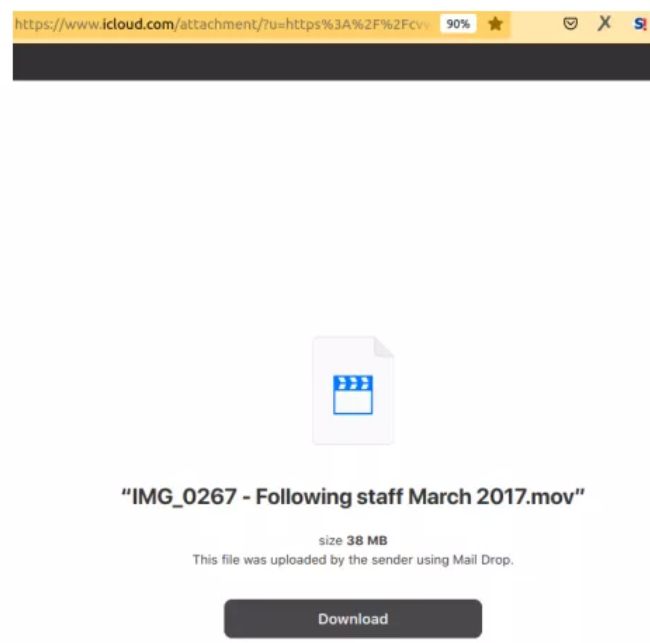 https://www.icloud.com/attachment/?u=https%3A%2F%2Fcv 90%
“IMG_0267 - Following staff March 2017.mov”
size 38 MB
This file was uploaded by the sender using Mail Drop.
Download